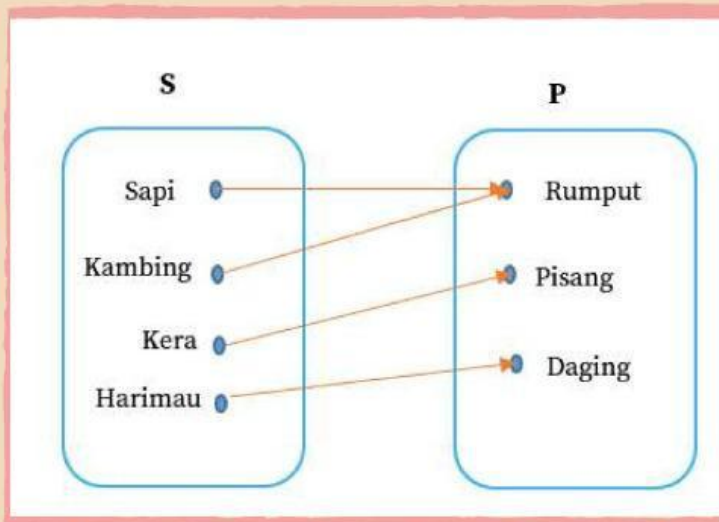 S
P
Sapi
Rumput
Kambing
Pisang
Kera
Daging
Harimau